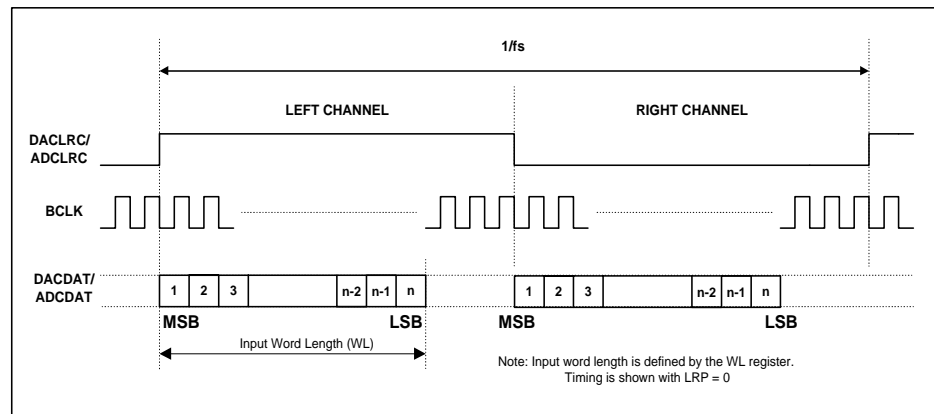 1/fs
LEFT CHANNEL
RIGHT CHANNEL
DACLRC/
ADCLRC
BCLK
DACDAT/
ADCDAT
1 2 3 n-2 n-1 n
1 2 3 n-2 n-1 n
MSB
LSB
MSB
LSB
Input Word Length (WL)
Note: Input word length is defined by the WL register.
Timing is shown with LRP = 0